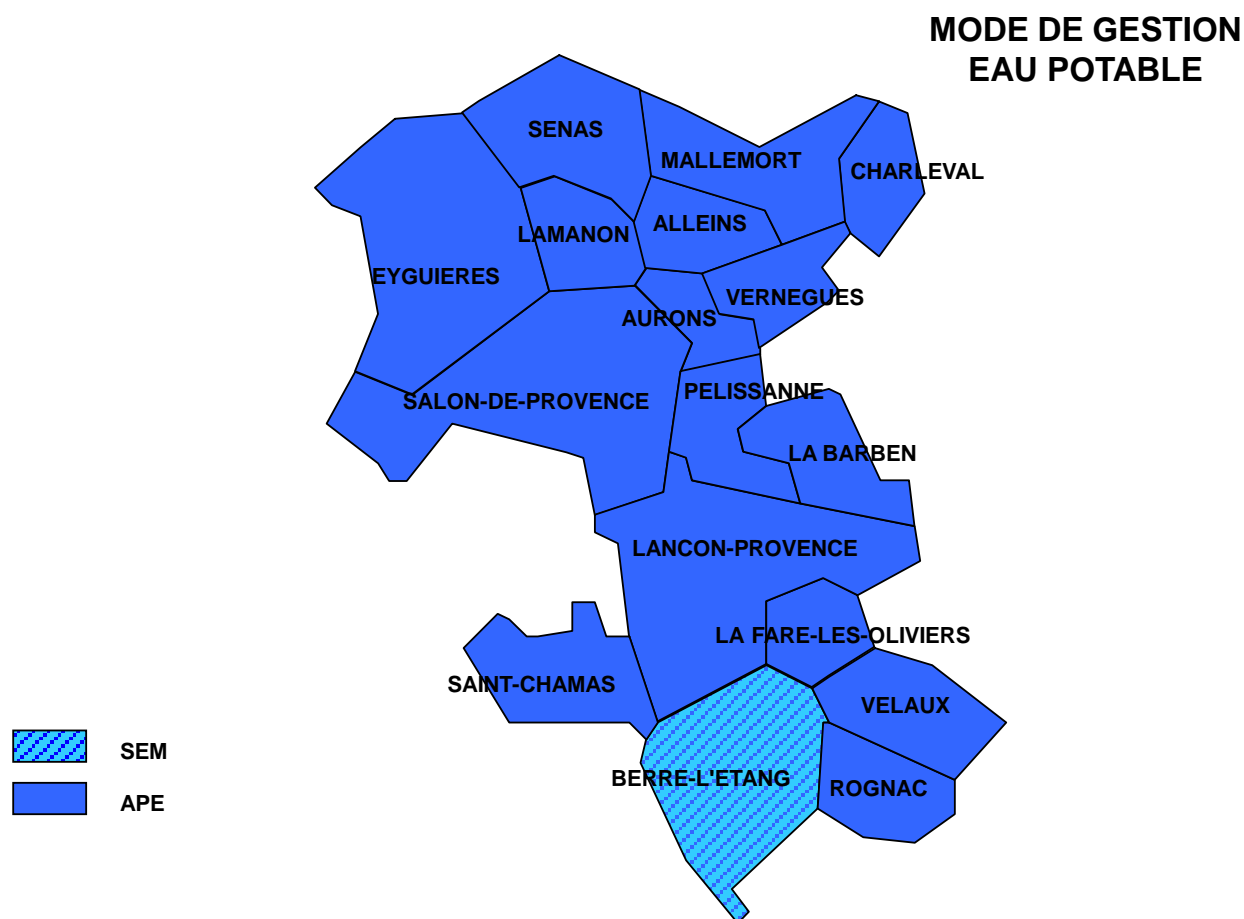 MODE DE GESTION
EAU POTABLE
SENAS
MALLEMORT
CHARLEVAL
LAMANON
ALLEINS
EYGUIERES
VERNEGUES
AURONS
PELISSANNE
SALON-DE-PROVENCE
LA BARBEN
LANCON-PROVENCE
LA FARE-LES-OLIVIERS
SAINT-CHAMAS
VELAUX
BERRE-L'ETANG
ROGNAC
SEM
APE